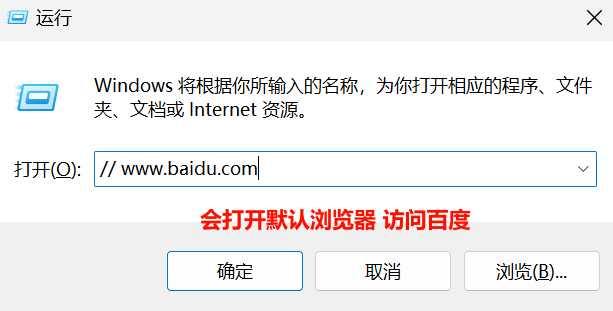 运行
Windows 将根据你所输入的名称，为你打开相应的程序、文件
夹、文档或 Internet 资源。
打开(O): // www.baidu.com
会打开默认浏览器 访问百度
确定 取消 浏览(B)...